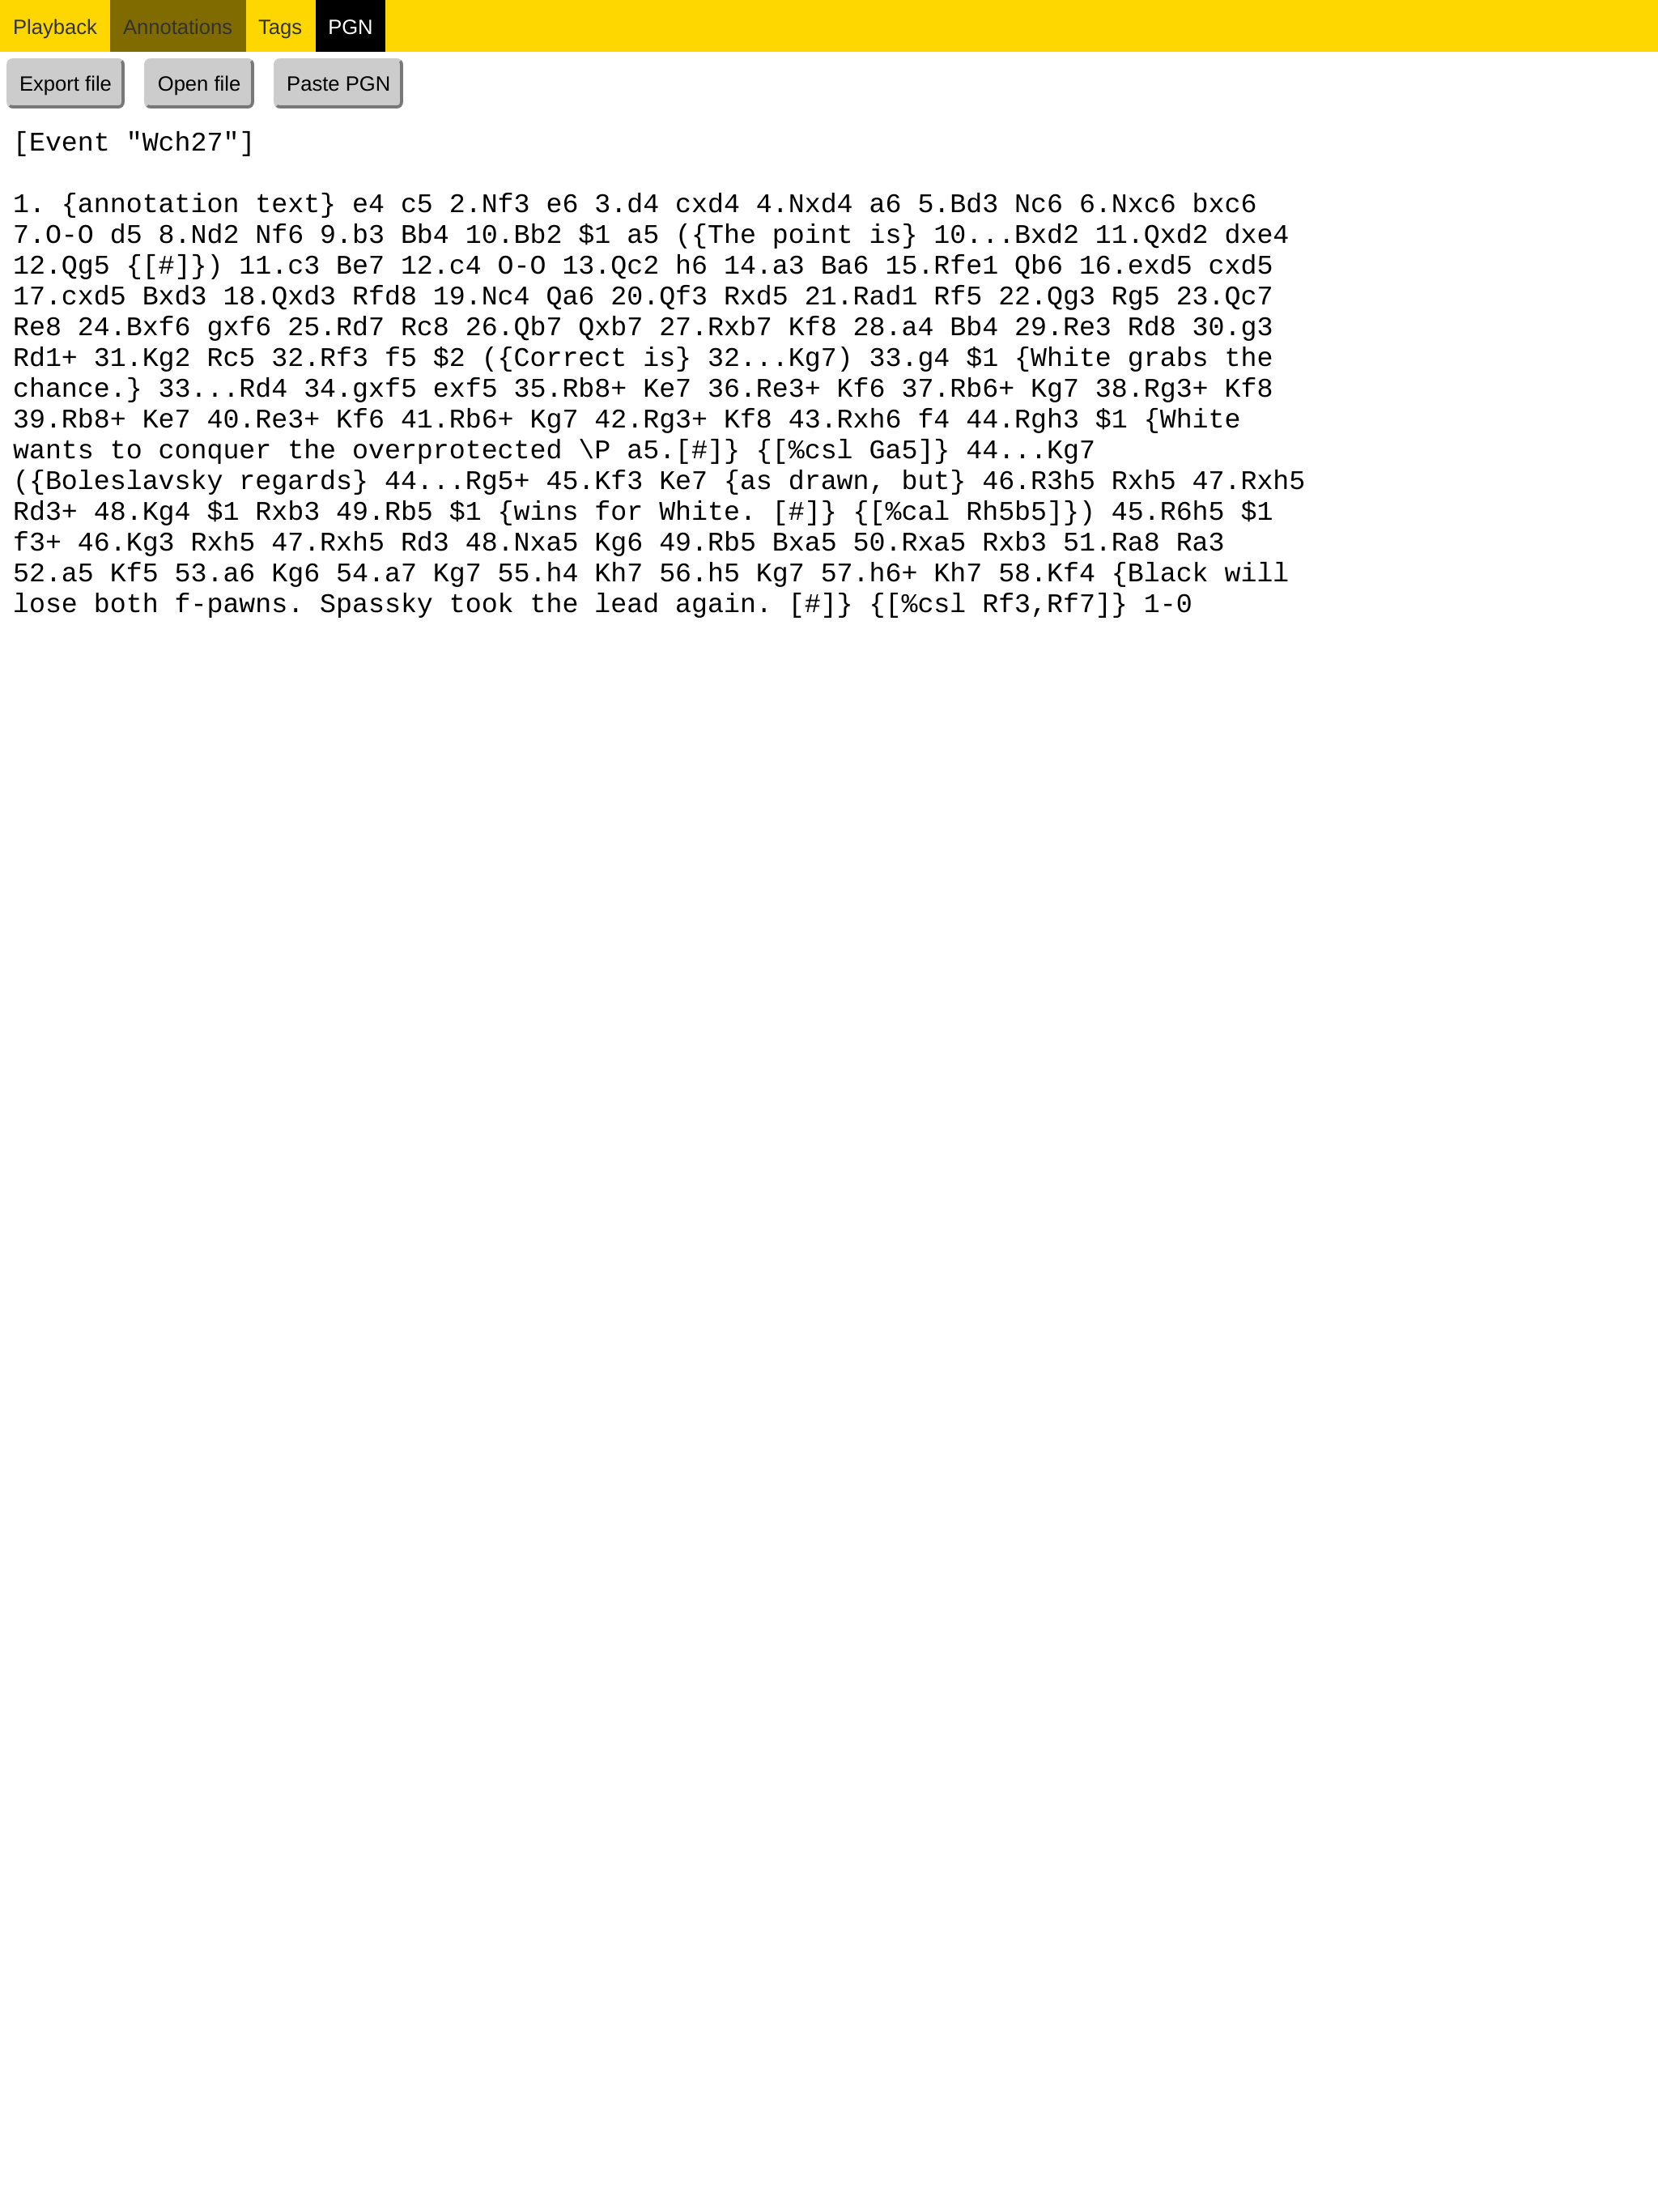 Playback Annotations Tags PGN
Export file Open file Paste PGN
[Event "Wch27"]
1. {annotation text} e4 c5 2.Nf3 e6 3.d4 cxd4 4.Nxd4 a6 5.Bd3 Nc6 6.Nxc6 bxc6
7.O-O d5 8.Nd2 Nf6 9.b3 Bb4 10.Bb2 $1 a5 ({The point is} 10...Bxd2 11.Qxd2 dxe4
12.Qg5 {[#]}) 11.c3 Be7 12.c4 O-O 13.Qc2 h6 14.a3 Ba6 15.Rfe1 Qb6 16.exd5 cxd5
17.cxd5 Bxd3 18.Qxd3 Rfd8 19.Nc4 Qa6 20.Qf3 Rxd5 21.Rad1 Rf5 22.Qg3 Rg5 23.Qc7
Re8 24.Bxf6 gxf6 25.Rd7 Rc8 26.Qb7 Qxb7 27.Rxb7 Kf8 28.a4 Bb4 29.Re3 Rd8 30.g3
Rd1+ 31.Kg2 Rc5 32.Rf3 f5 $2 ({Correct is} 32...Kg7) 33.g4 $1 {White grabs the
chance.} 33...Rd4 34.gxf5 exf5 35.Rb8+ Ke7 36.Re3+ Kf6 37.Rb6+ Kg7 38.Rg3+ Kf8
39.Rb8+ Ke7 40.Re3+ Kf6 41.Rb6+ Kg7 42.Rg3+ Kf8 43.Rxh6 f4 44.Rgh3 $1 {White
wants to conquer the overprotected \P a5.[#]} {[%csl Ga5]} 44...Kg7
({Boleslavsky regards} 44...Rg5+ 45.Kf3 Ke7 {as drawn, but} 46.R3h5 Rxh5 47.Rxh5
Rd3+ 48.Kg4 $1 Rxb3 49.Rb5 $1 {wins for White. [#]} {[%cal Rh5b5]}) 45.R6h5 $1
f3+ 46.Kg3 Rxh5 47.Rxh5 Rd3 48.Nxa5 Kg6 49.Rb5 Bxa5 50.Rxa5 Rxb3 51.Ra8 Ra3
52.a5 Kf5 53.a6 Kg6 54.a7 Kg7 55.h4 Kh7 56.h5 Kg7 57.h6+ Kh7 58.Kf4 {Black will
lose both f-pawns. Spassky took the lead again. [#]} {[%csl Rf3,Rf7]} 1-0